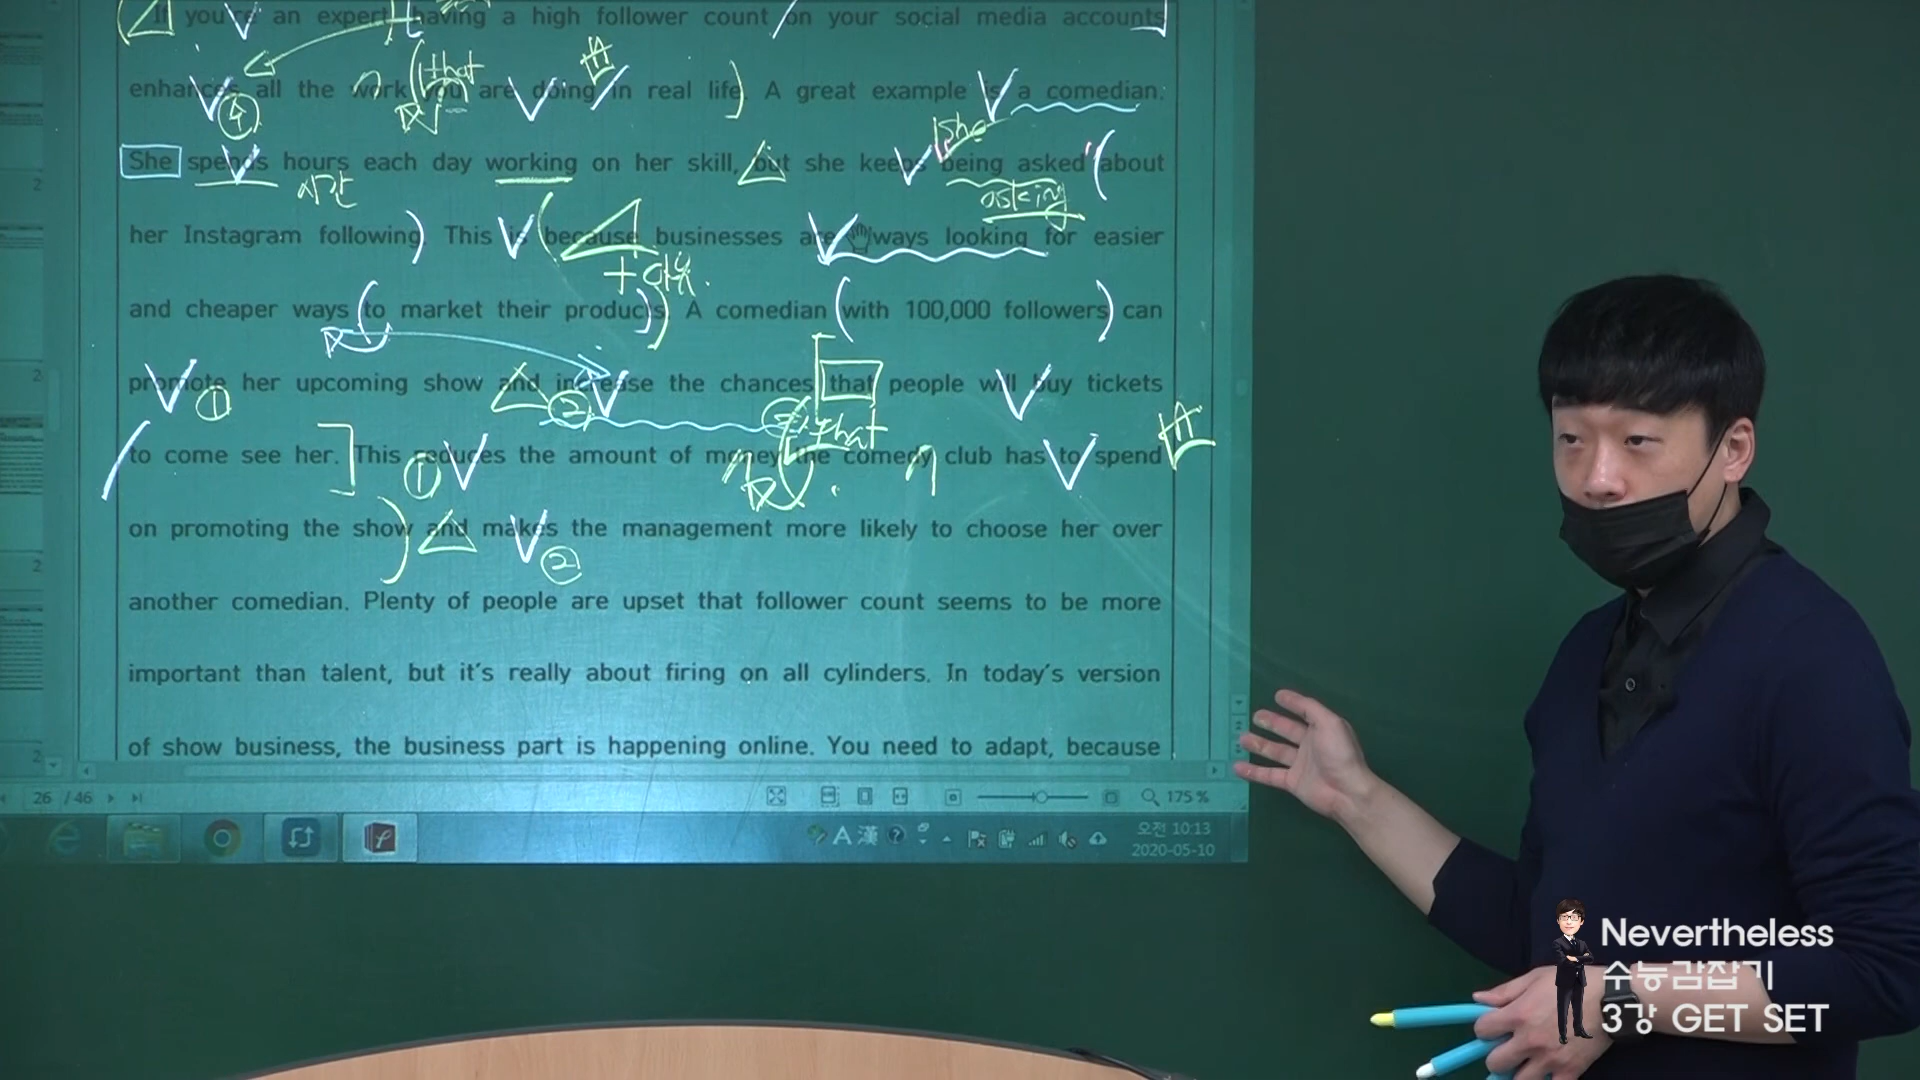 If you're an expert, having a high follower count on your social media accounts
that
enhances all the work you are doing in real life. A great example is a comedian.
④
She
She spends hours each day working on her skill, but she keeps being asked about
시간
asking
her Instagram following. This is because businesses are always looking for easier
and cheaper ways to market their products. A comedian with 100,000 followers can
promote her upcoming show and increase the chances that people will buy tickets
① ②
that
to come see her. This reduces the amount of money the comedy club has to spend
①
on promoting the show and makes the management more likely to choose her over
②
another comedian. Plenty of people are upset that follower count seems to be more
important than talent, but it's really about firing on all cylinders. In today's version
of show business, the business part is happening online. You need to adapt, because
26 / 46
175 %
A 漢
오전 10:13
2020-05-10
Nevertheless
수능감잡기
3강 GET SET